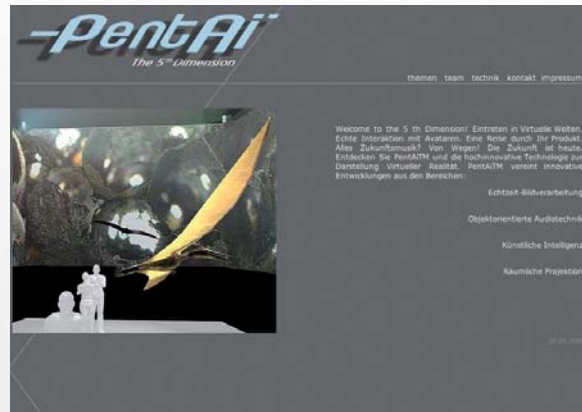 PentAï
The 5th Dimension
themen team technik kontakt impressum
Welcome to the 5 th Dimension! Eintreten in Virtuelle Welten.
Echte Interaktion mit Avataren. Eine Reise durch Ihr Produkt.
Alles Zukunftsmusik? Von Wegen! Die Zukunft ist heute.
Entdecken Sie PentAiTM und die hochinnovative Technologie zur
Darstellung Virtueller Realität. PentAiTM vereint innovative
Entwicklungen aus den Bereichen:
Echtzeit-Bildverarbeitung
Objektorientierte Audiotechnik
Künstliche Intelligenz
Räumliche Projektion